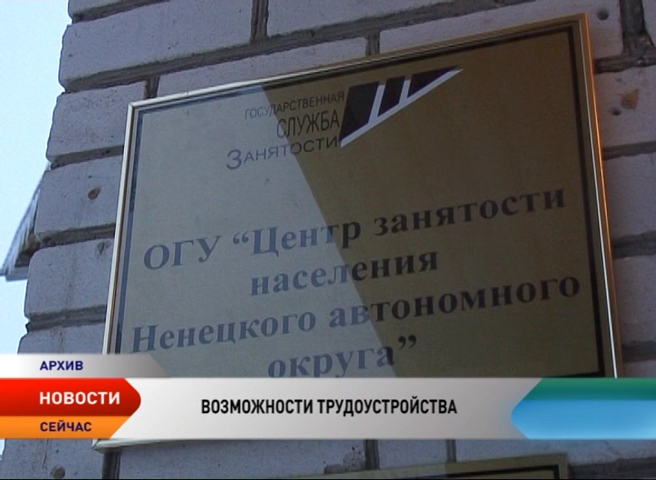 ГОСУДАРСТВЕННАЯ
СЛУЖБА
ЗАНЯТОСТИ
ОГУ “Центр занятости
населения
Ненецкого автономного
округа”
АРХИВ
НОВОСТИ
СЕЙЧАС
ВОЗМОЖНОСТИ ТРУДОУСТРОЙСТВА